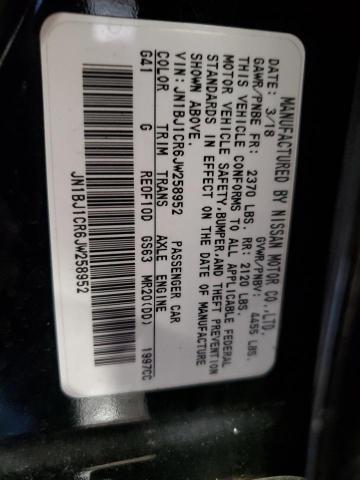 MANUFACTURED BY NISSAN MOTOR CO.,LTD.
DATE: 3/18 GVWR/PNBV: 4455 LBS.
GAWR/PNBE FR: 2370 LBS. RR: 2120 LBS.
THIS VEHICLE CONFORMS TO ALL APPLICABLE FEDERAL
MOTOR VEHICLE SAFETY,BUMPER,AND THEFT PREVENTION
STANDARDS IN EFFECT ON THE DATE OF MANUFACTURE
SHOWN ABOVE.
VIN: JN1BJ1CR6JW258952 PASSENGER CAR
COLOR TRIM TRANS AXLE ENGINE
G41 G RE0F10D GS63 MR20(DD) 1997CC
JN1BJ1CR6JW258952